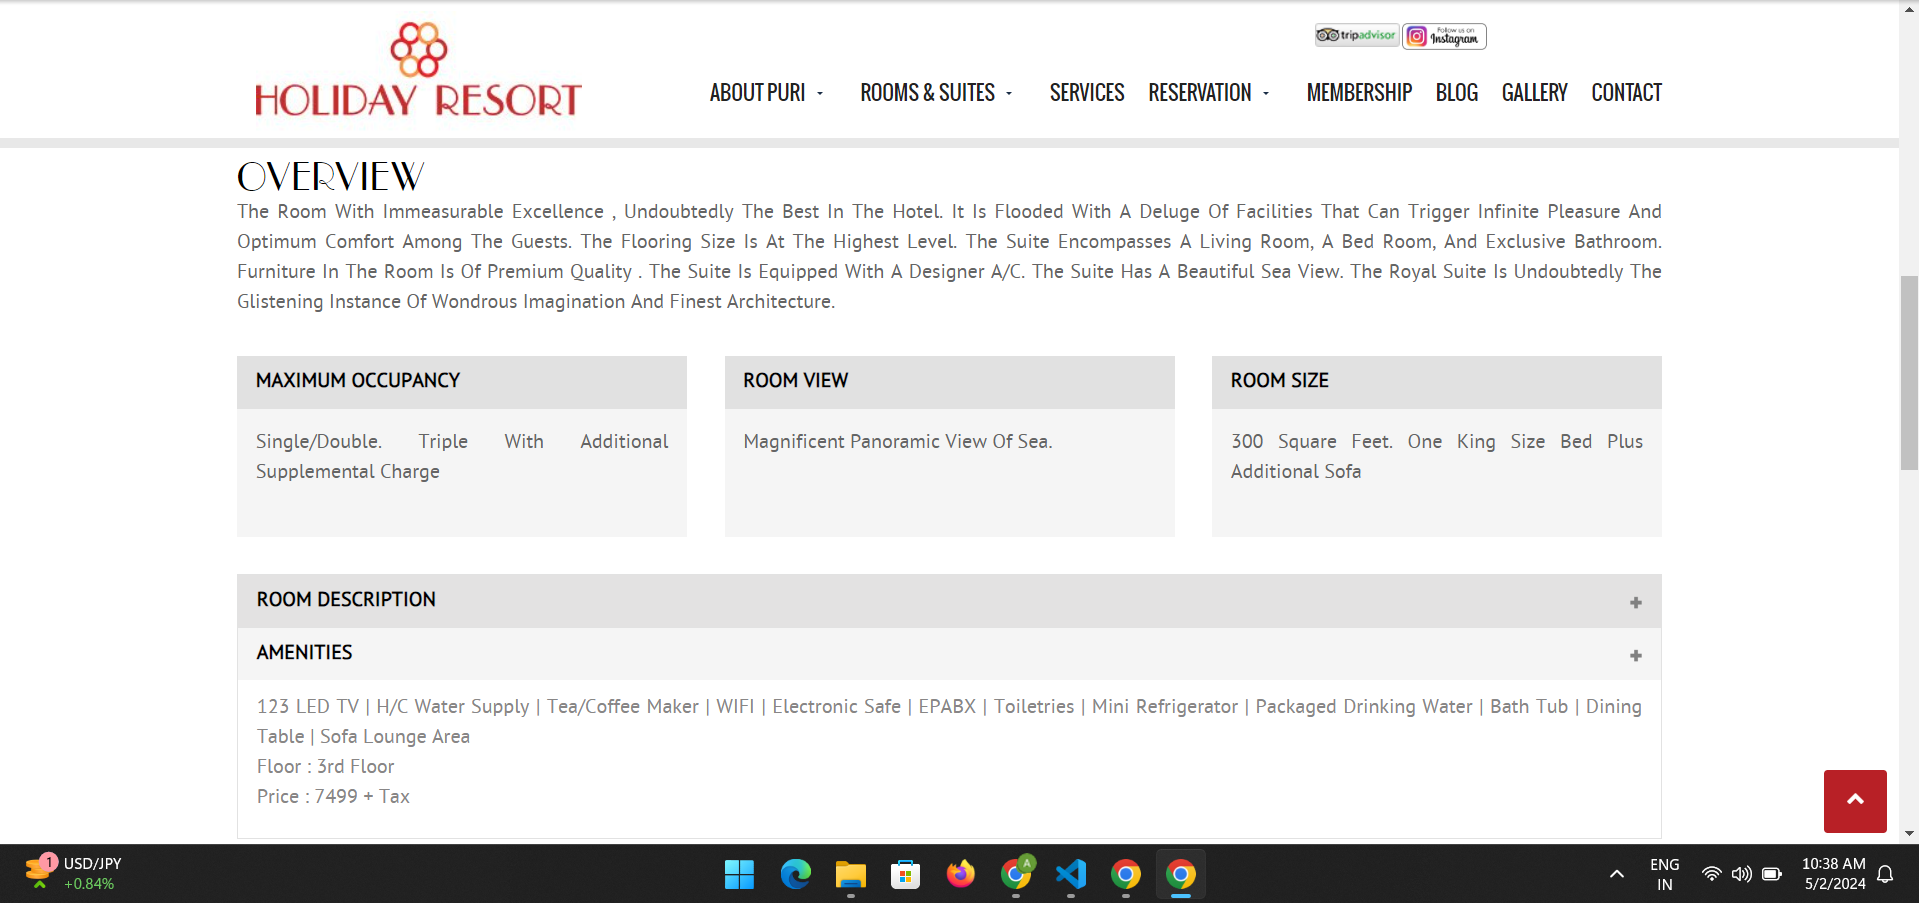 tripadvisor
Follow us on
Instagram
HOLIDAY RESORT
ABOUT PURI ROOMS & SUITES SERVICES RESERVATION MEMBERSHIP BLOG GALLERY CONTACT
OVERVIEW
The Room With Immeasurable Excellence , Undoubtedly The Best In The Hotel. It Is Flooded With A Deluge Of Facilities That Can Trigger Infinite Pleasure And
Optimum Comfort Among The Guests. The Flooring Size Is At The Highest Level. The Suite Encompasses A Living Room, A Bed Room, And Exclusive Bathroom.
Furniture In The Room Is Of Premium Quality . The Suite Is Equipped With A Designer A/C. The Suite Has A Beautiful Sea View. The Royal Suite Is Undoubtedly The
Glistening Instance Of Wondrous Imagination And Finest Architecture.
MAXIMUM OCCUPANCY
Single/Double. Triple With Additional
Supplemental Charge
ROOM VIEW
Magnificent Panoramic View Of Sea.
ROOM SIZE
300 Square Feet. One King Size Bed Plus
Additional Sofa
ROOM DESCRIPTION
AMENITIES
123 LED TV | H/C Water Supply | Tea/Coffee Maker | WIFI | Electronic Safe | EPABX | Toiletries | Mini Refrigerator | Packaged Drinking Water | Bath Tub | Dining
Table | Sofa Lounge Area
Floor : 3rd Floor
Price : 7499 + Tax
1
USD/JPY
+0.84%
A
ENG
IN
10:38 AM
5/2/2024